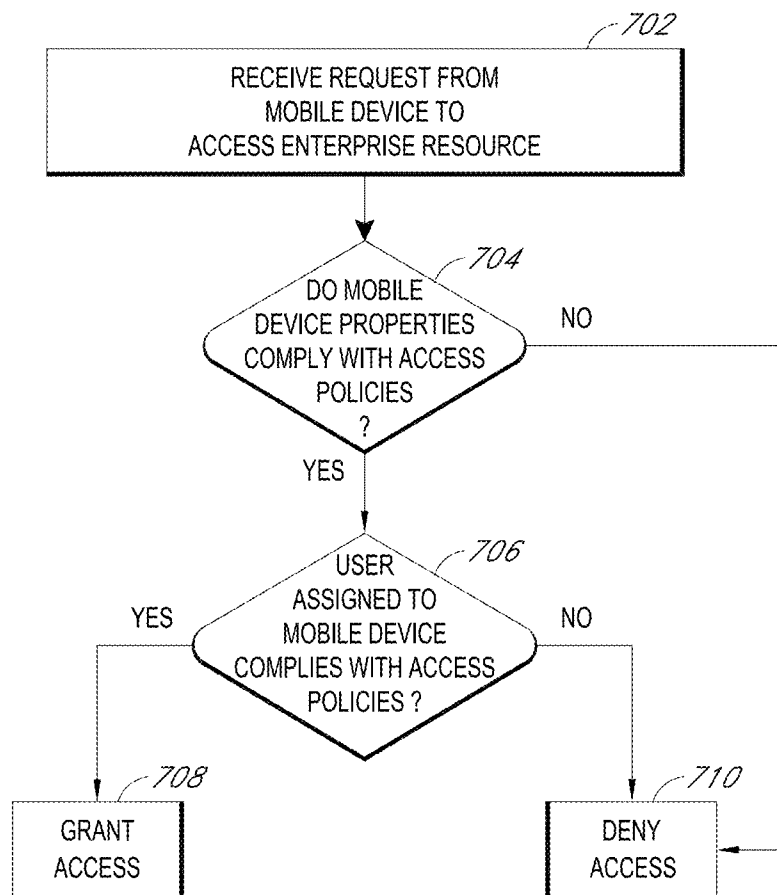 702
RECEIVE REQUEST FROM
MOBILE DEVICE TO
ACCESS ENTERPRISE RESOURCE
704
DO MOBILE
DEVICE PROPERTIES
COMPLY WITH ACCESS
POLICIES
?
NO
YES
706
USER
ASSIGNED TO
MOBILE DEVICE
COMPLIES WITH ACCESS
POLICIES ?
YES
NO
708
GRANT
ACCESS
710
DENY
ACCESS